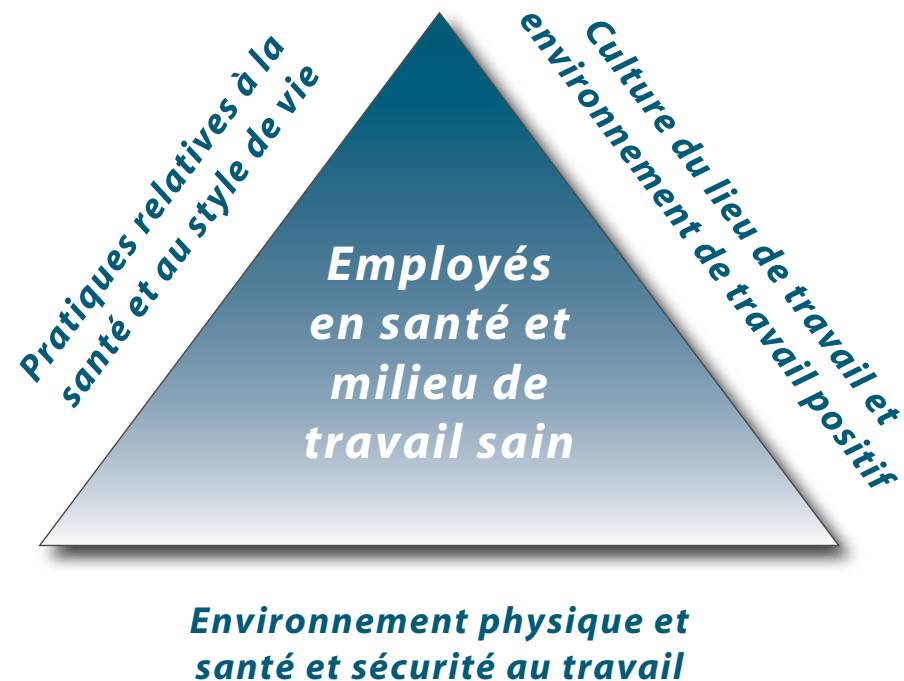 Pratiques relatives à la
santé et au style de vie
Culture du lieu de travail et
environnement de travail positif
Employés
en santé et
milieu de
travail sain
Environnement physique et
santé et sécurité au travail